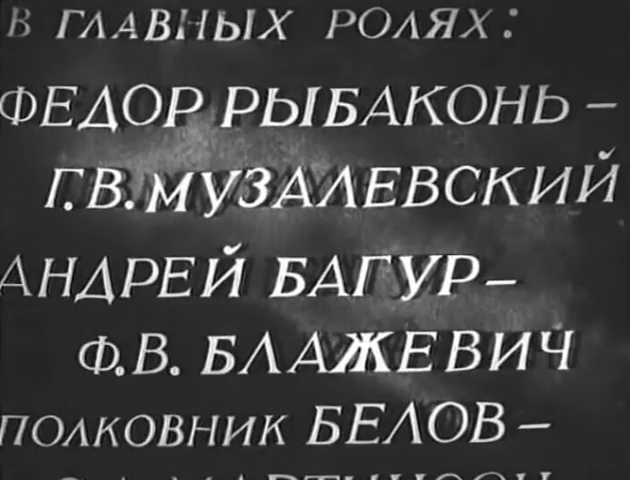 В ГЛАВНЫХ РОЛЯХ:
ФЕДОР РЫБАКОНЬ –
Г.В. МУЗАЛЕВСКИЙ
АНДРЕЙ БАГУР –
Ф.В. БЛАЖЕВИЧ
ПОЛКОВНИК БЕЛОВ –